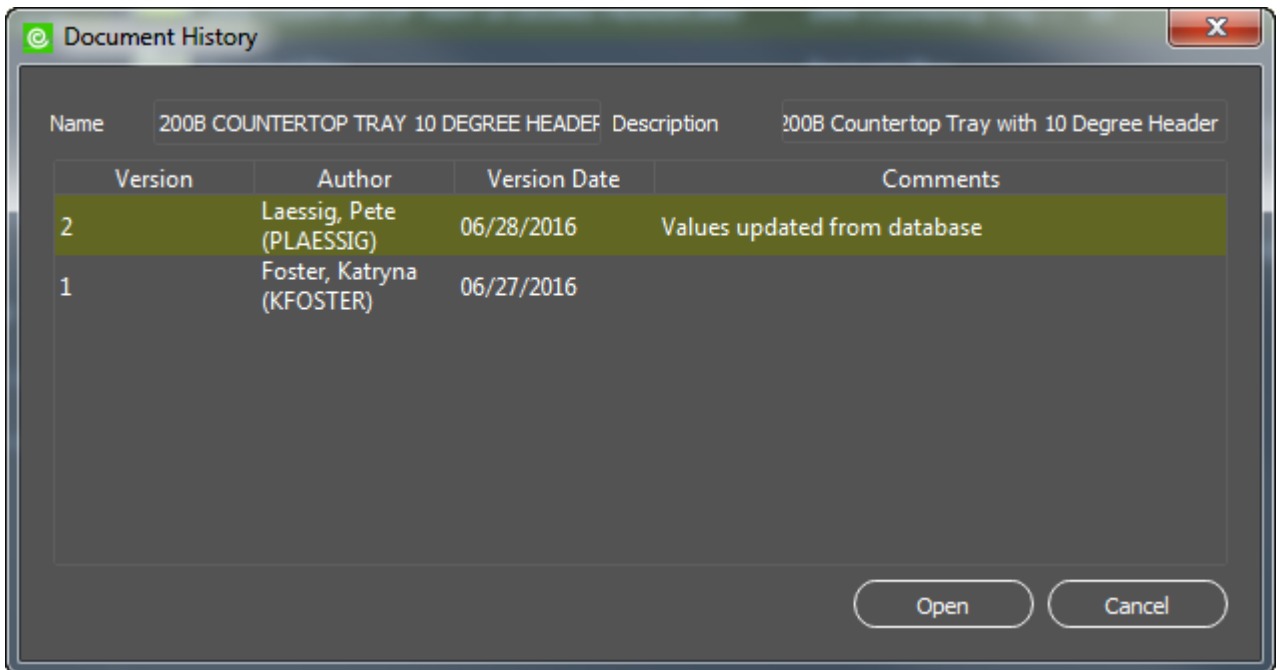 Document History
Name 200B COUNTERTOP TRAY 10 DEGREE HEADER Description 200B Countertop Tray with 10 Degree Header
Version Author Version Date Comments
2 Laessig, Pete (PLAESSIG) 06/28/2016 Values updated from database
1 Foster, Katryna (KFOSTER) 06/27/2016
Open Cancel